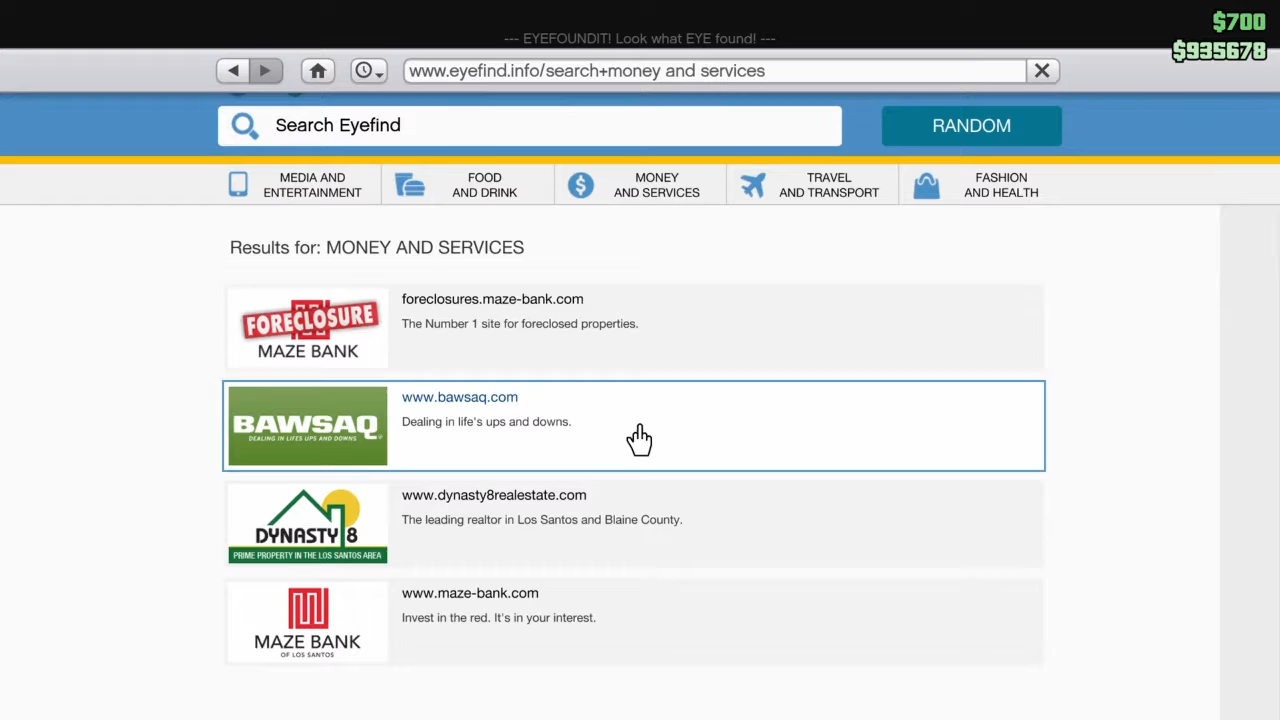 $700
--- EYEFOUNDIT! Look what EYE found! ---
$935678
www.eyefind.info/search+money and services
Search Eyefind
RANDOM
MEDIA AND
ENTERTAINMENT
FOOD
AND DRINK
MONEY
AND SERVICES
TRAVEL
AND TRANSPORT
FASHION
AND HEALTH
Results for: MONEY AND SERVICES
FORECLOSURE
MAZE BANK
foreclosures.maze-bank.com
The Number 1 site for foreclosed properties.
BAWSAQ
DEALING IN LIFES UPS AND DOWNS
www.bawsaq.com
Dealing in life's ups and downs.
DYNASTY 8
PRIME PROPERTY IN THE LOS SANTOS AREA
www.dynasty8realestate.com
The leading realtor in Los Santos and Blaine County.
MAZE BANK
OF LOS SANTOS
www.maze-bank.com
Invest in the red. It's in your interest.